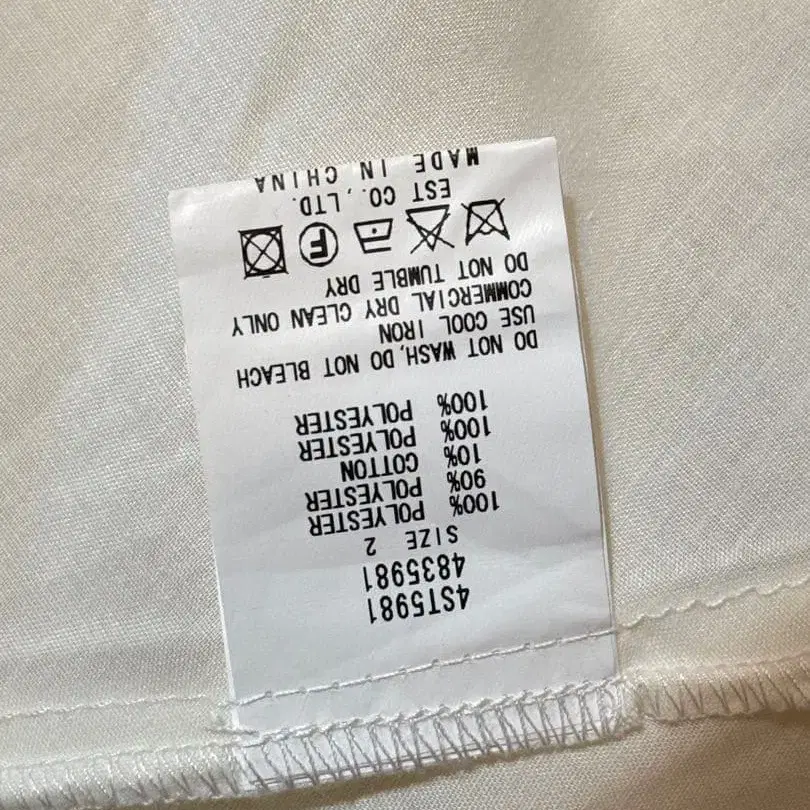 4ST5981
4835981
SIZE 2
100% POLYESTER
90% POLYESTER
10% COTTON
100% POLYESTER
100% POLYESTER
DO NOT WASH, DO NOT BLEACH
USE COOL IRON
COMMERCIAL DRY CLEAN ONLY
DO NOT TUMBLE DRY
F
EST CO.,LTD.
MADE IN CHINA